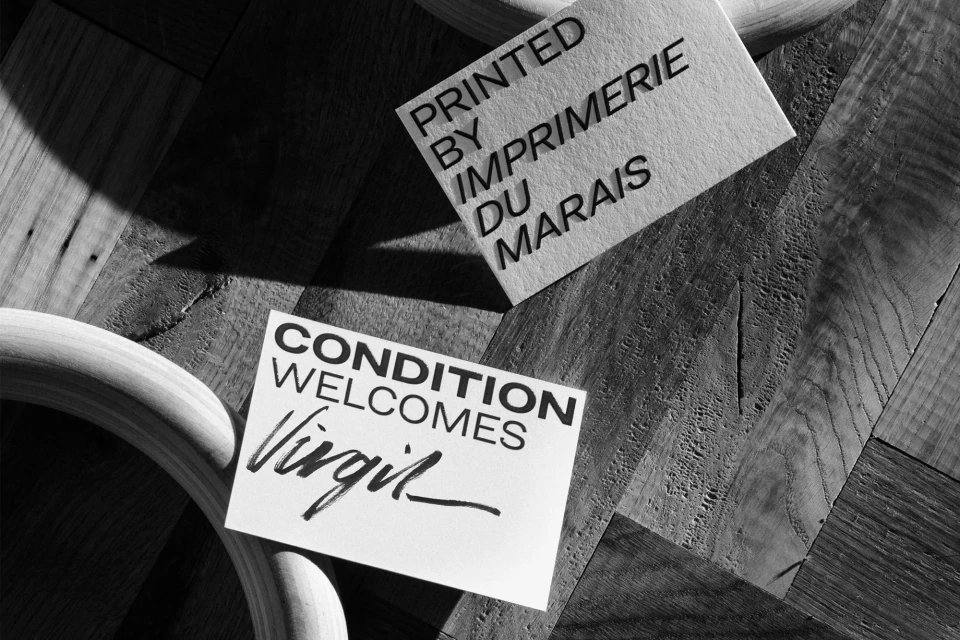 PRINTED
BY
IMPRIMERIE
DU
MARAIS
CONDITION
WELCOMES
Virgil